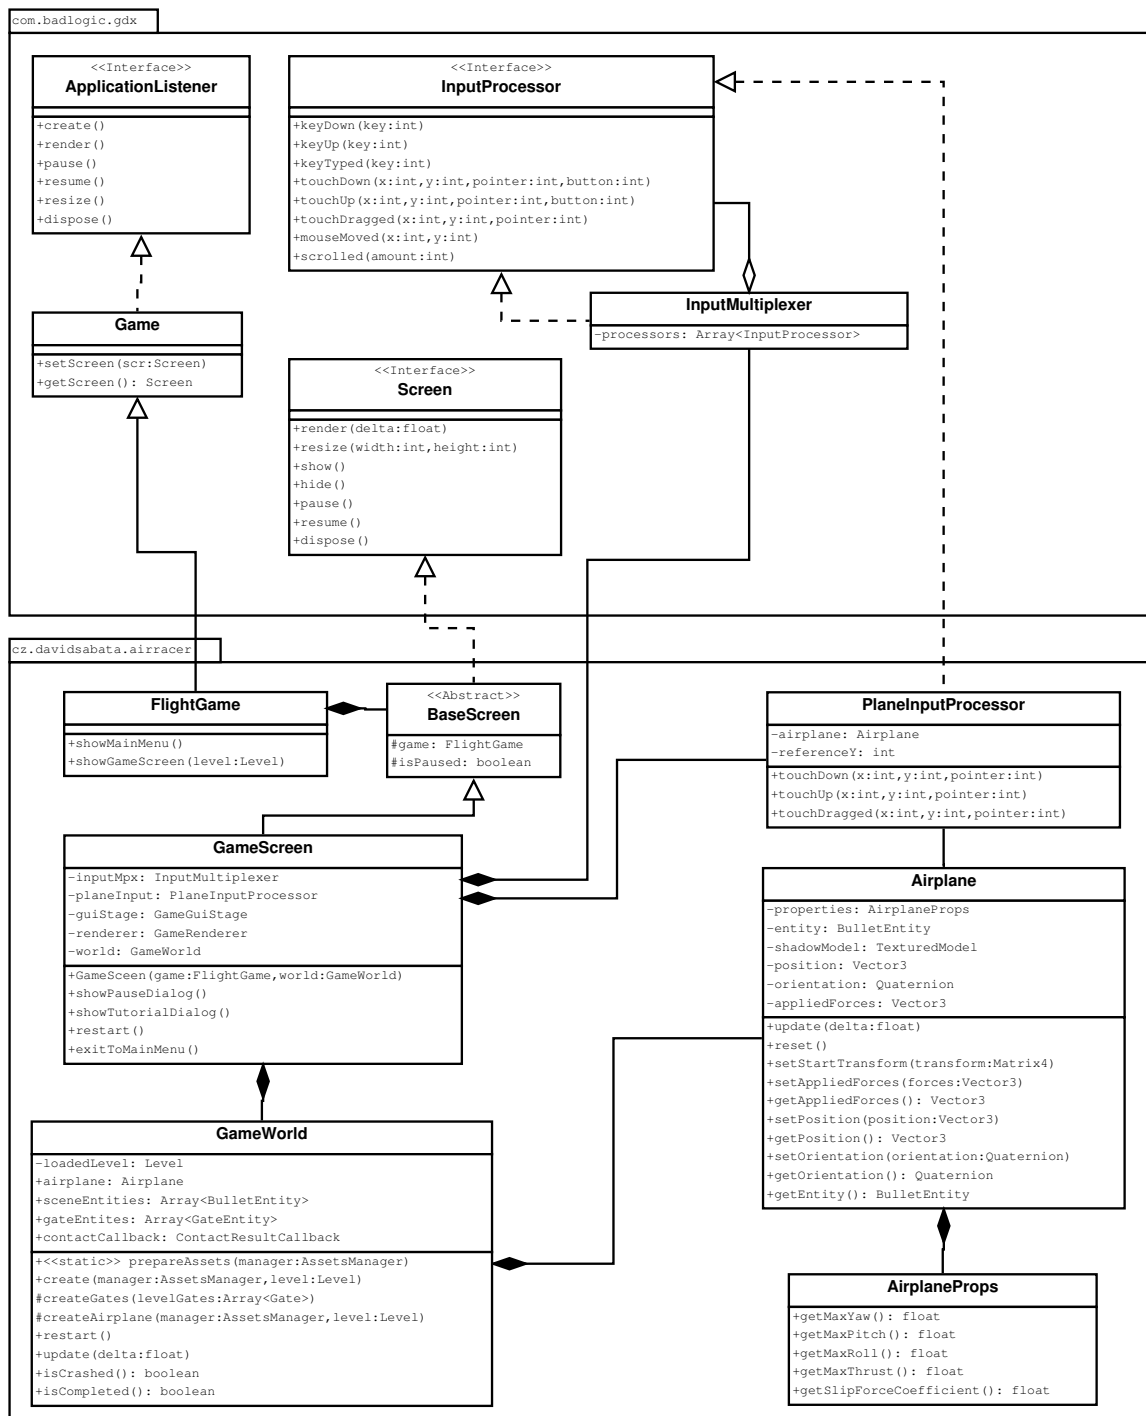 com.badlogic.gdx
<<Interface>>
ApplicationListener
+create()
+render()
+pause()
+resume()
+resize()
+dispose()
<<Interface>>
InputProcessor
+keyDown(key:int)
+keyUp(key:int)
+keyTyped(key:int)
+touchDown(x:int,y:int,pointer:int,button:int)
+touchUp(x:int,y:int,pointer:int,button:int)
+touchDragged(x:int,y:int,pointer:int)
+mouseMoved(x:int,y:int)
+scrolled(amount:int)
InputMultiplexer
-processors: Array<InputProcessor>
Game
+setScreen(scr:Screen)
+getScreen(): Screen
<<Interface>>
Screen
+render(delta:float)
+resize(width:int,height:int)
+show()
+hide()
+pause()
+resume()
+dispose()
cz.davidsabata.airracer
FlightGame
+showMainMenu()
+showGameScreen(level:Level)
<<Abstract>>
BaseScreen
#game: FlightGame
#isPaused: boolean
PlaneInputProcessor
-airplane: Airplane
-referenceY: int
+touchDown(x:int,y:int,pointer:int)
+touchUp(x:int,y:int,pointer:int)
+touchDragged(x:int,y:int,pointer:int)
GameScreen
-inputMpx: InputMultiplexer
-planeInput: PlaneInputProcessor
-guiStage: GameGuiStage
-renderer: GameRenderer
-world: GameWorld
+GameSceen(game:FlightGame,world:GameWorld)
+showPauseDialog()
+showTutorialDialog()
+restart()
+exitToMainMenu()
Airplane
-properties: AirplaneProps
-entity: BulletEntity
-shadowModel: TexturedModel
-position: Vector3
-orientation: Quaternion
-appliedForces: Vector3
+update(delta:float)
+reset()
+setStartTransform(transform:Matrix4)
+setAppliedForces(forces:Vector3)
+getAppliedForces(): Vector3
+setPosition(position:Vector3)
+getPosition(): Vector3
+setOrientation(orientation:Quaternion)
+getOrientation(): Quaternion
+getEntity(): BulletEntity
GameWorld
-loadedLevel: Level
+airplane: Airplane
+sceneEntities: Array<BulletEntity>
+gateEntites: Array<GateEntity>
+contactCallback: ContactResultCallback
+<<static>> prepareAssets(manager:AssetsManager)
+create(manager:AssetsManager,level:Level)
#createGates(levelGates:Array<Gate>)
#createAirplane(manager:AssetsManager,level:Level)
+restart()
+update(delta:float)
+isCrashed(): boolean
+isCompleted(): boolean
AirplaneProps
+getMaxYaw(): float
+getMaxPitch(): float
+getMaxRoll(): float
+getMaxThrust(): float
+getSlipForceCoefficient(): float